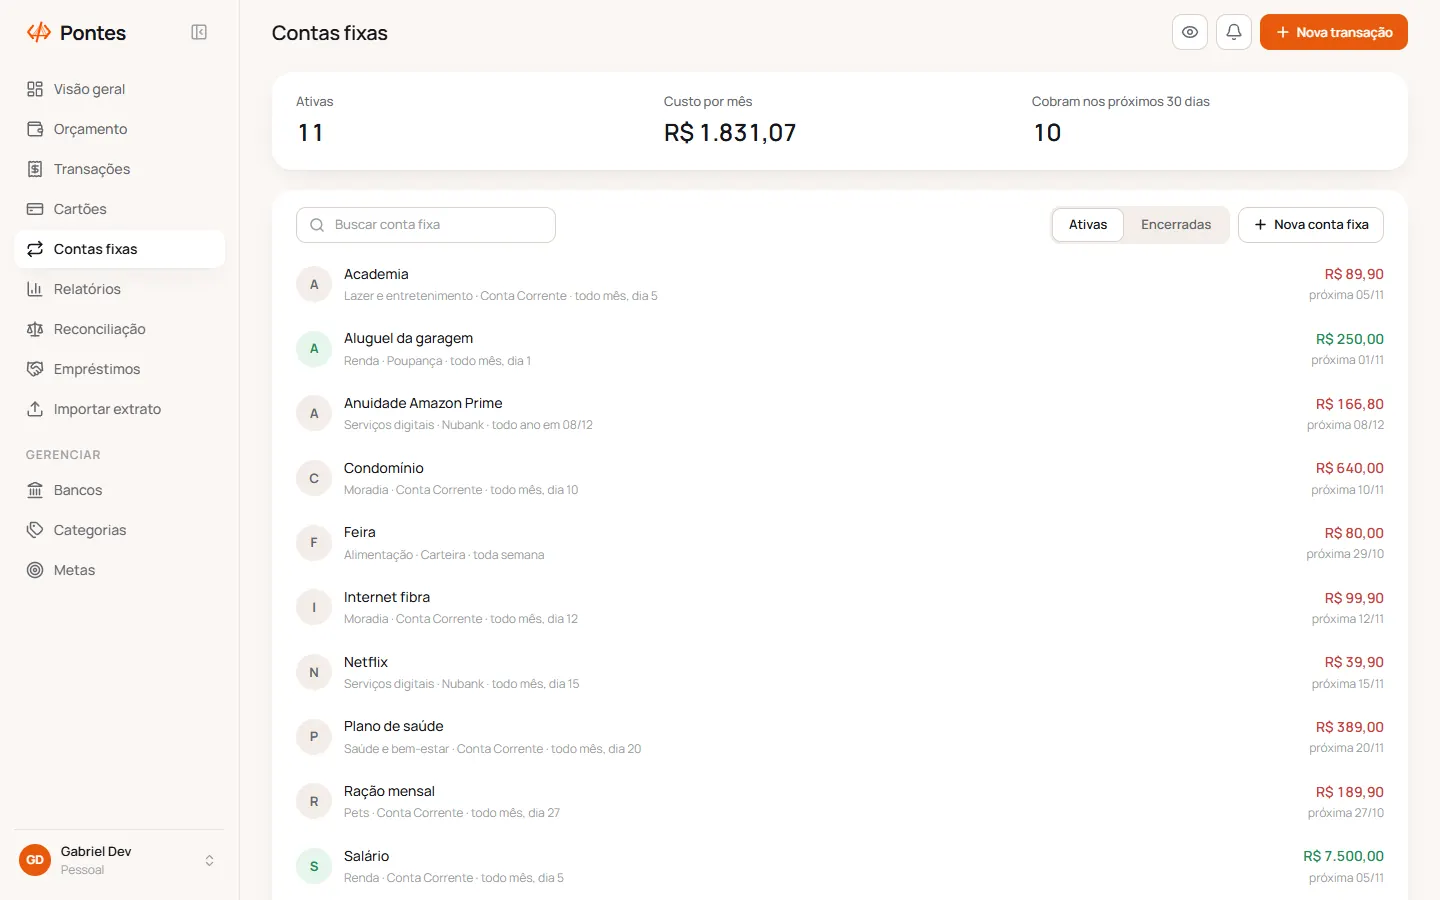 Pontes
Contas fixas
Nova transação
Visão geral
Orçamento
Transações
Cartões
Contas fixas
Relatórios
Reconciliação
Empréstimos
Importar extrato
GERENCIAR
Bancos
Categorias
Metas
GD
Gabriel Dev
Pessoal
Ativas
11
Custo por mês
R$ 1.831,07
Cobram nos próximos 30 dias
10
Buscar conta fixa
Ativas
Encerradas
Nova conta fixa
A
Academia
Lazer e entretenimento · Conta Corrente · todo mês, dia 5
R$ 89,90
próxima 05/11
A
Aluguel da garagem
Renda · Poupança · todo mês, dia 1
R$ 250,00
próxima 01/11
A
Anuidade Amazon Prime
Serviços digitais · Nubank · todo ano em 08/12
R$ 166,80
próxima 08/12
C
Condomínio
Moradia · Conta Corrente · todo mês, dia 10
R$ 640,00
próxima 10/11
F
Feira
Alimentação · Carteira · toda semana
R$ 80,00
próxima 29/10
I
Internet fibra
Moradia · Conta Corrente · todo mês, dia 12
R$ 99,90
próxima 12/11
N
Netflix
Serviços digitais · Nubank · todo mês, dia 15
R$ 39,90
próxima 15/11
P
Plano de saúde
Saúde e bem-estar · Conta Corrente · todo mês, dia 20
R$ 389,00
próxima 20/11
R
Ração mensal
Pets · Conta Corrente · todo mês, dia 27
R$ 189,90
próxima 27/10
S
Salário
Renda · Conta Corrente · todo mês, dia 5
R$ 7.500,00
próxima 05/11